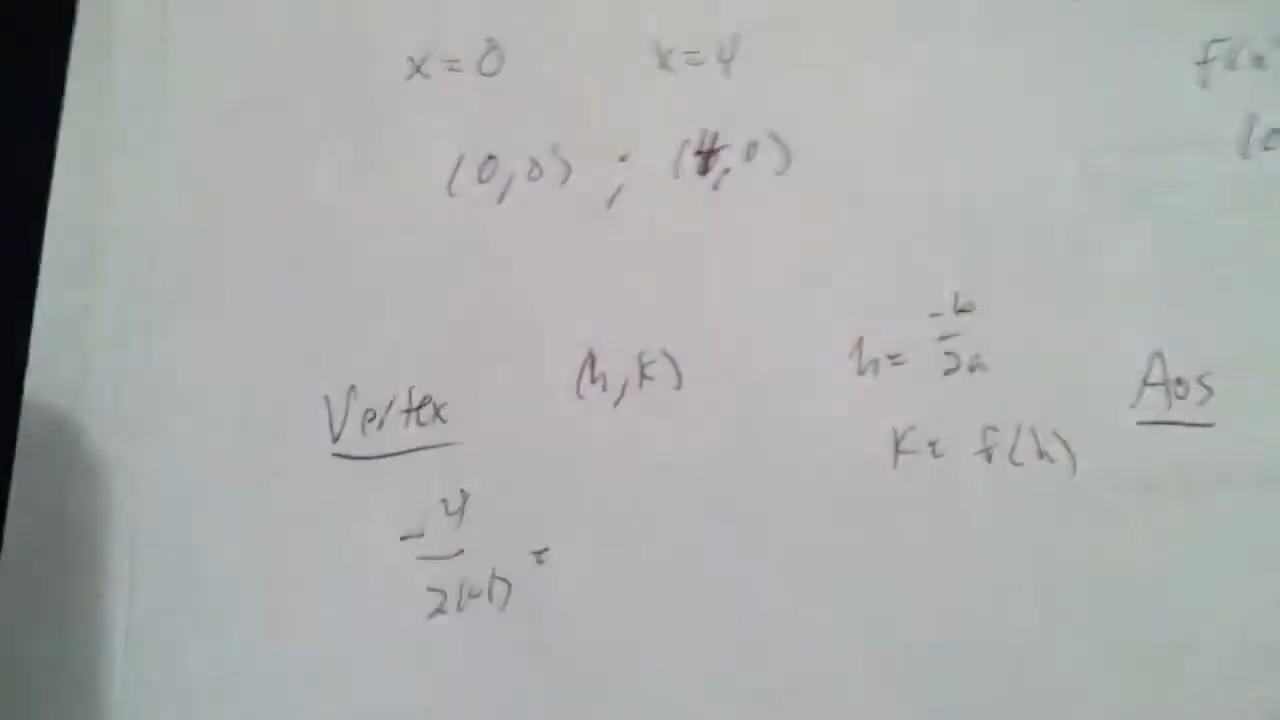 x = 0 x = 4
(0,0) ; (4,0)
Vertex (h,k) h = -b/2a Aos
k = f(h)
-4/2(-1) =